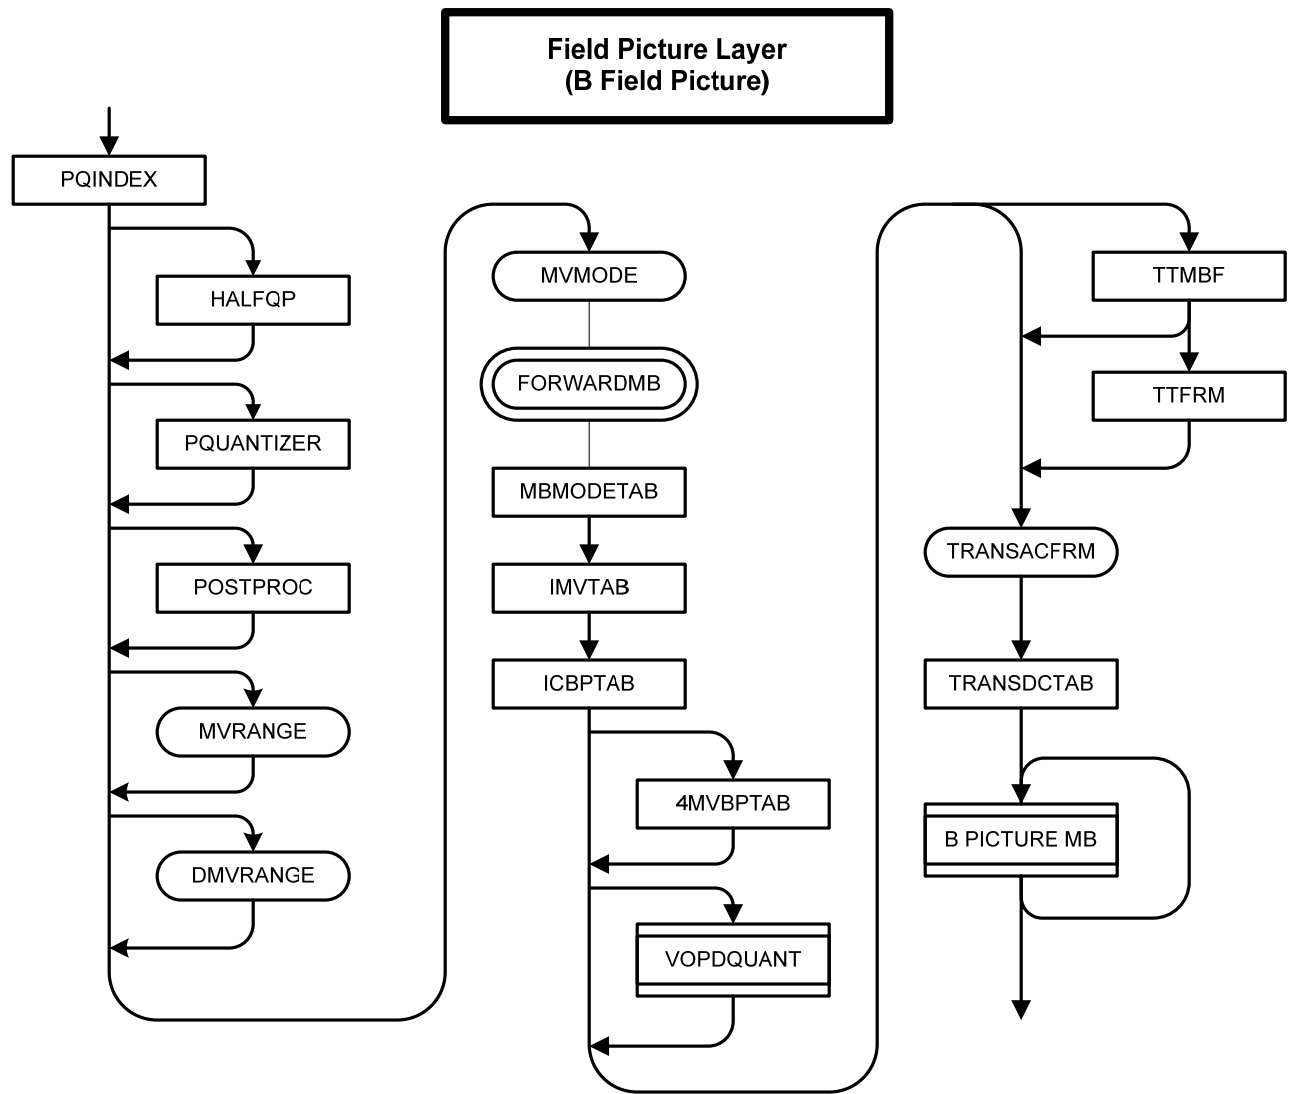 Field Picture Layer
(B Field Picture)
PQINDEX
HALFQP
PQUANTIZER
POSTPROC
MVRANGE
DMVRANGE
MVMODE
FORWARDMB
MBMODETAB
IMVTAB
ICBPTAB
4MVBPTAB
VOPDQUANT
TTMBF
TTFRM
TRANSACFRM
TRANSDCTAB
B PICTURE MB